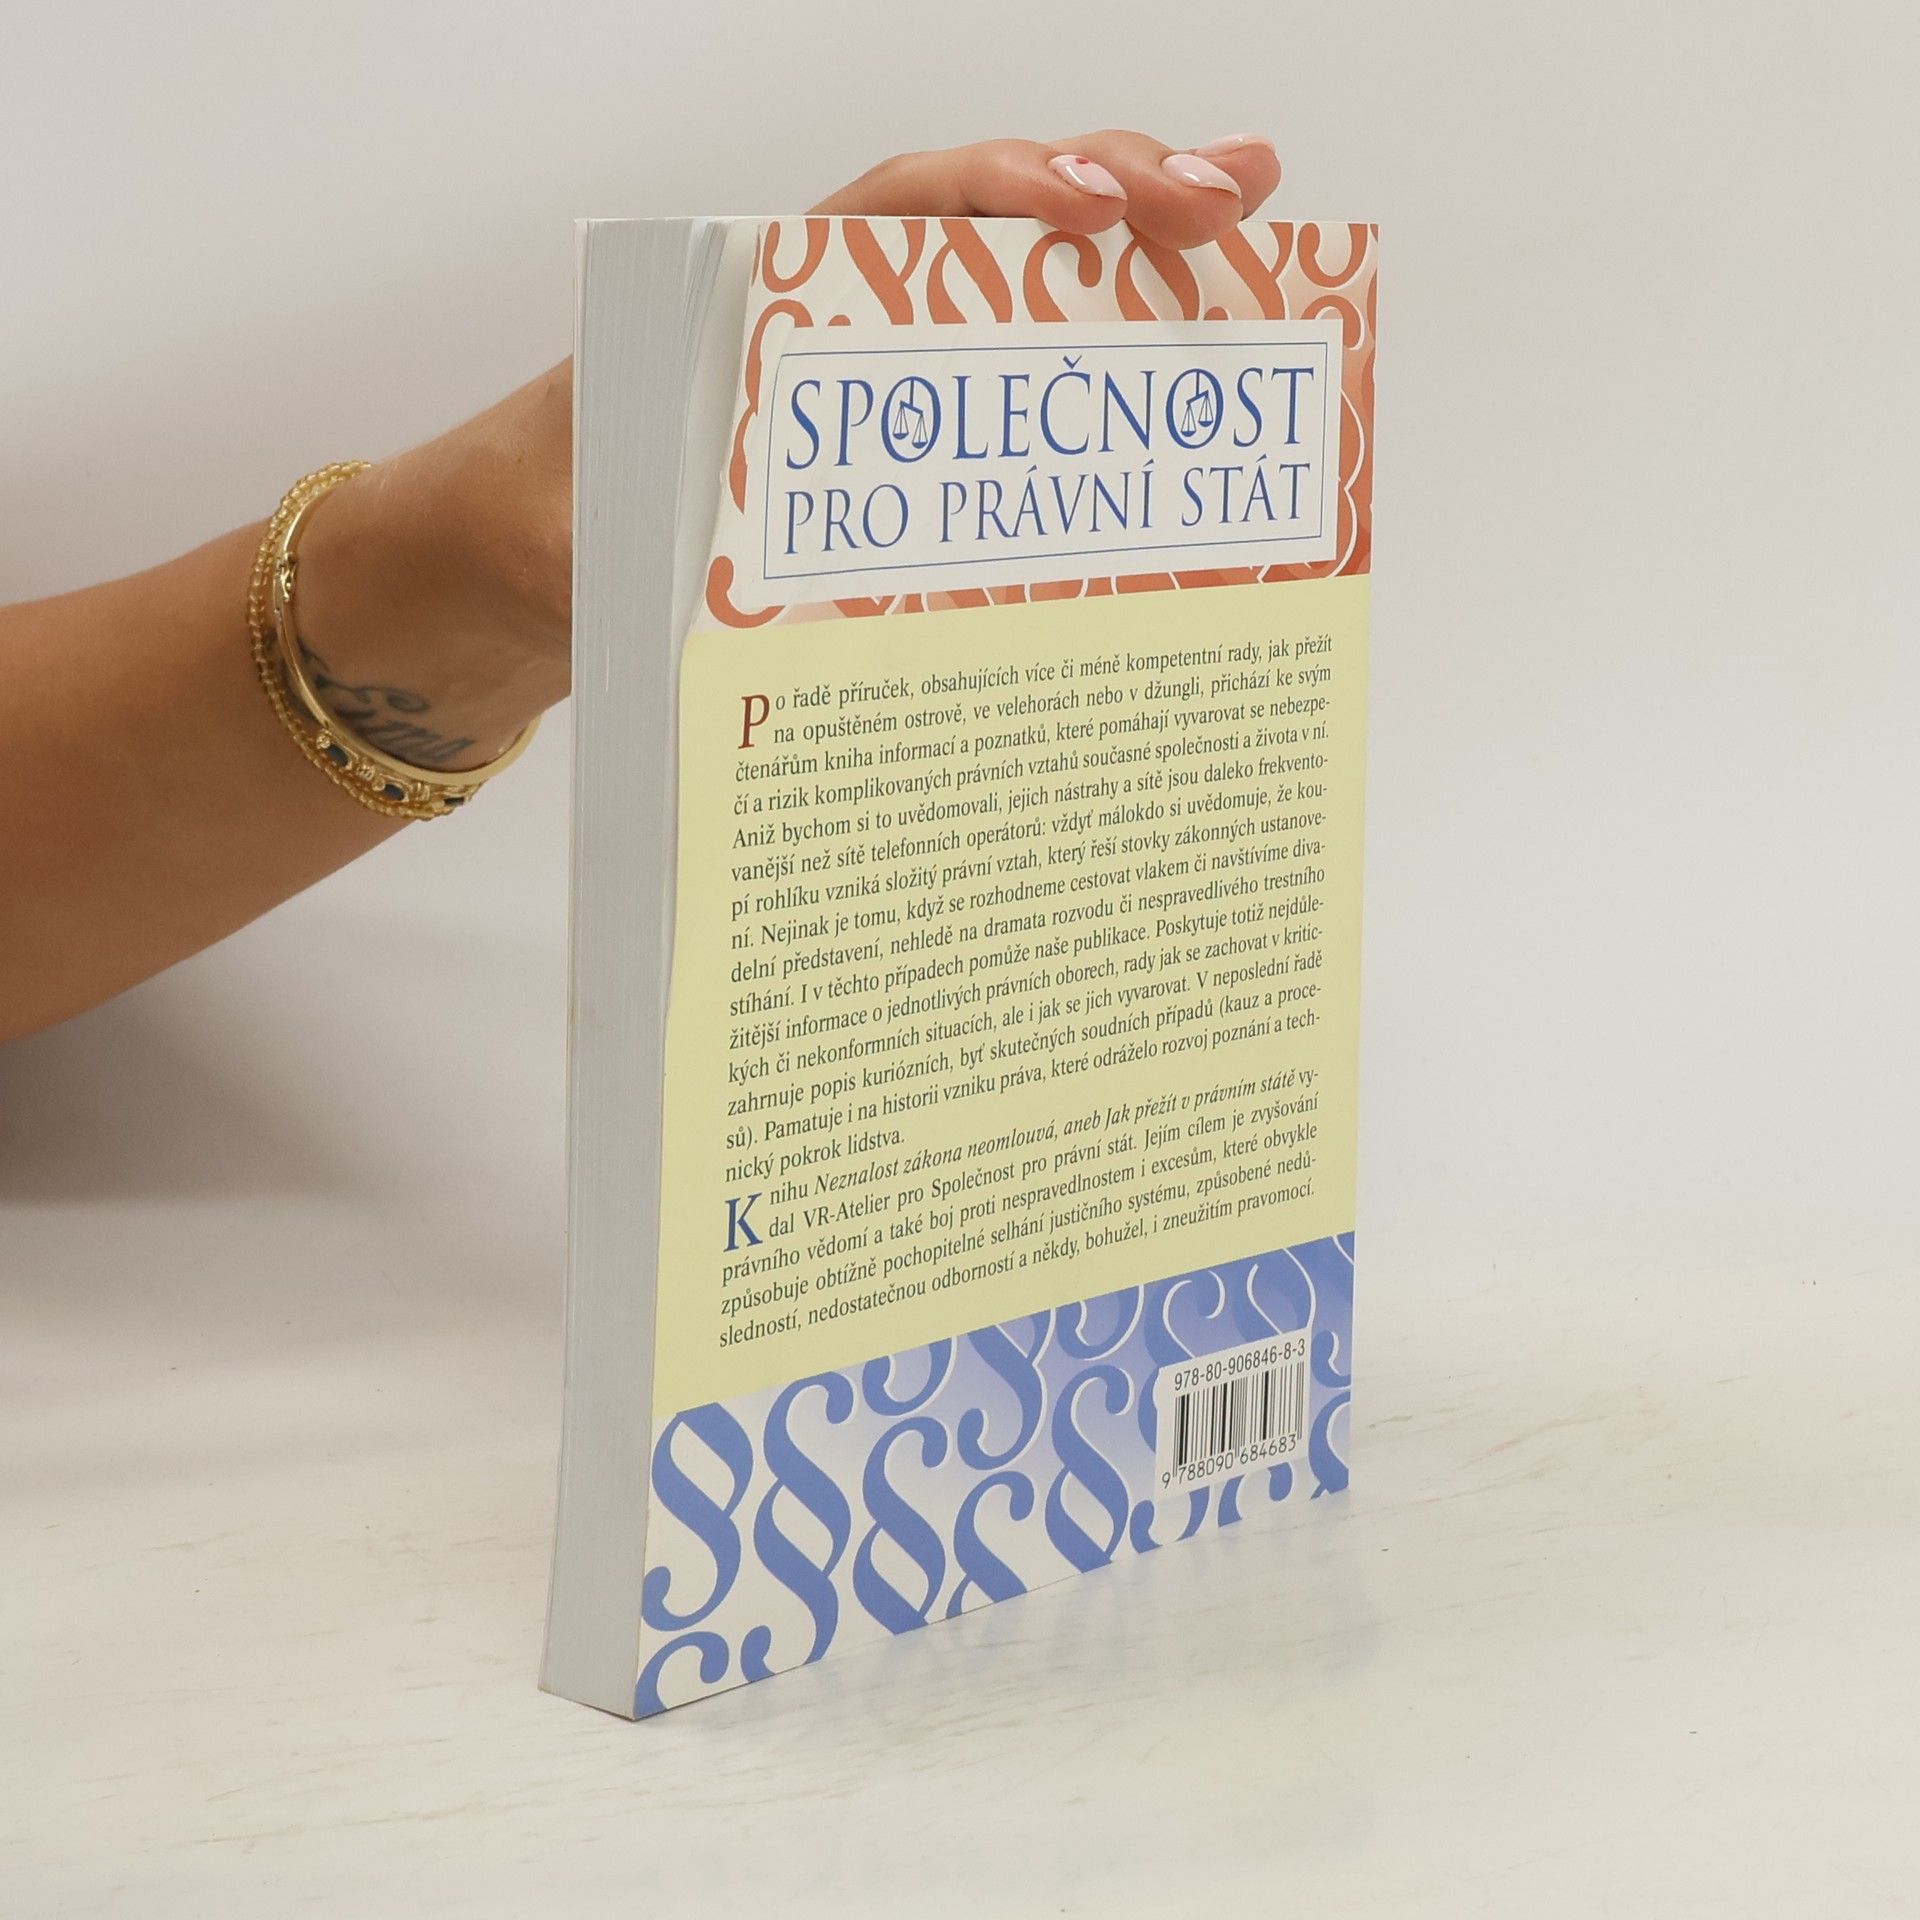 SPOLEČNOST
PRO PRÁVNÍ STÁT
Po řadě příruček, obsahujících více či méně kompetentní rady, jak přežít
na opuštěném ostrově, ve velehorách nebo v džungli, přichází ke svým
čtenářům kniha informací a poznatků, které pomáhají vyvarovat se nebezpe-
čí a rizik komplikovaných právních vztahů současné společnosti a života v ní.
Aniž bychom si to uvědomovali, jejich nástrahy a sítě jsou daleko frekvento-
vanější než sítě telefonních operátorů: vždyť málokdo si uvědomuje, že kou-
pí rohlíku vzniká složitý právní vztah, který řeší stovky zákonných ustanove-
ní. Nejinak je tomu, když se rozhodneme cestovat vlakem či navštívíme diva-
delní představení, nehledě na dramata rozvodu či nespravedlivého trestního
stíhání. I v těchto případech pomůže naše publikace. Poskytuje totiž nejdůle-
žitější informace o jednotlivých právních oborech, rady jak se zachovat v kritic-
kých či nekonformních situacích, ale i jak se jich vyvarovat. V neposlední řadě
zahrnuje popis kuriózních, byť skutečných soudních případů (kauz a proce-
sů). Pamatuje i na historii vzniku práva, které odráželo rozvoj poznání a tech-
nický pokrok lidstva.
Knihu Neznalost zákona neomlouvá, aneb Jak přežít v právním státě vy-
dal VR-Atelier pro Společnost pro právní stát. Jejím cílem je zvyšování
právního vědomí a také boj proti nespravedlnostem i excesům, které obvykle
způsobuje obtížně pochopitelné selhání justičního systému, způsobené nedů-
sledností, nedostatečnou odborností a někdy, bohužel, i zneužitím pravomocí.
978-80-906846-8-3
9 788090 684683